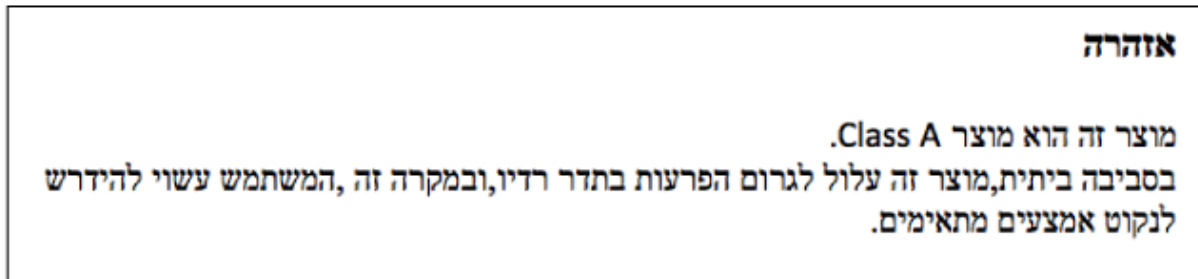 אזהרה
מוצר זה הוא מוצר Class A.
בסביבה ביתית,מוצר זה עלול לגרום הפרעות בתדר רדיו,ובמקרה זה ,המשתמש עשוי להידרש
לנקוט אמצעים מתאימים.